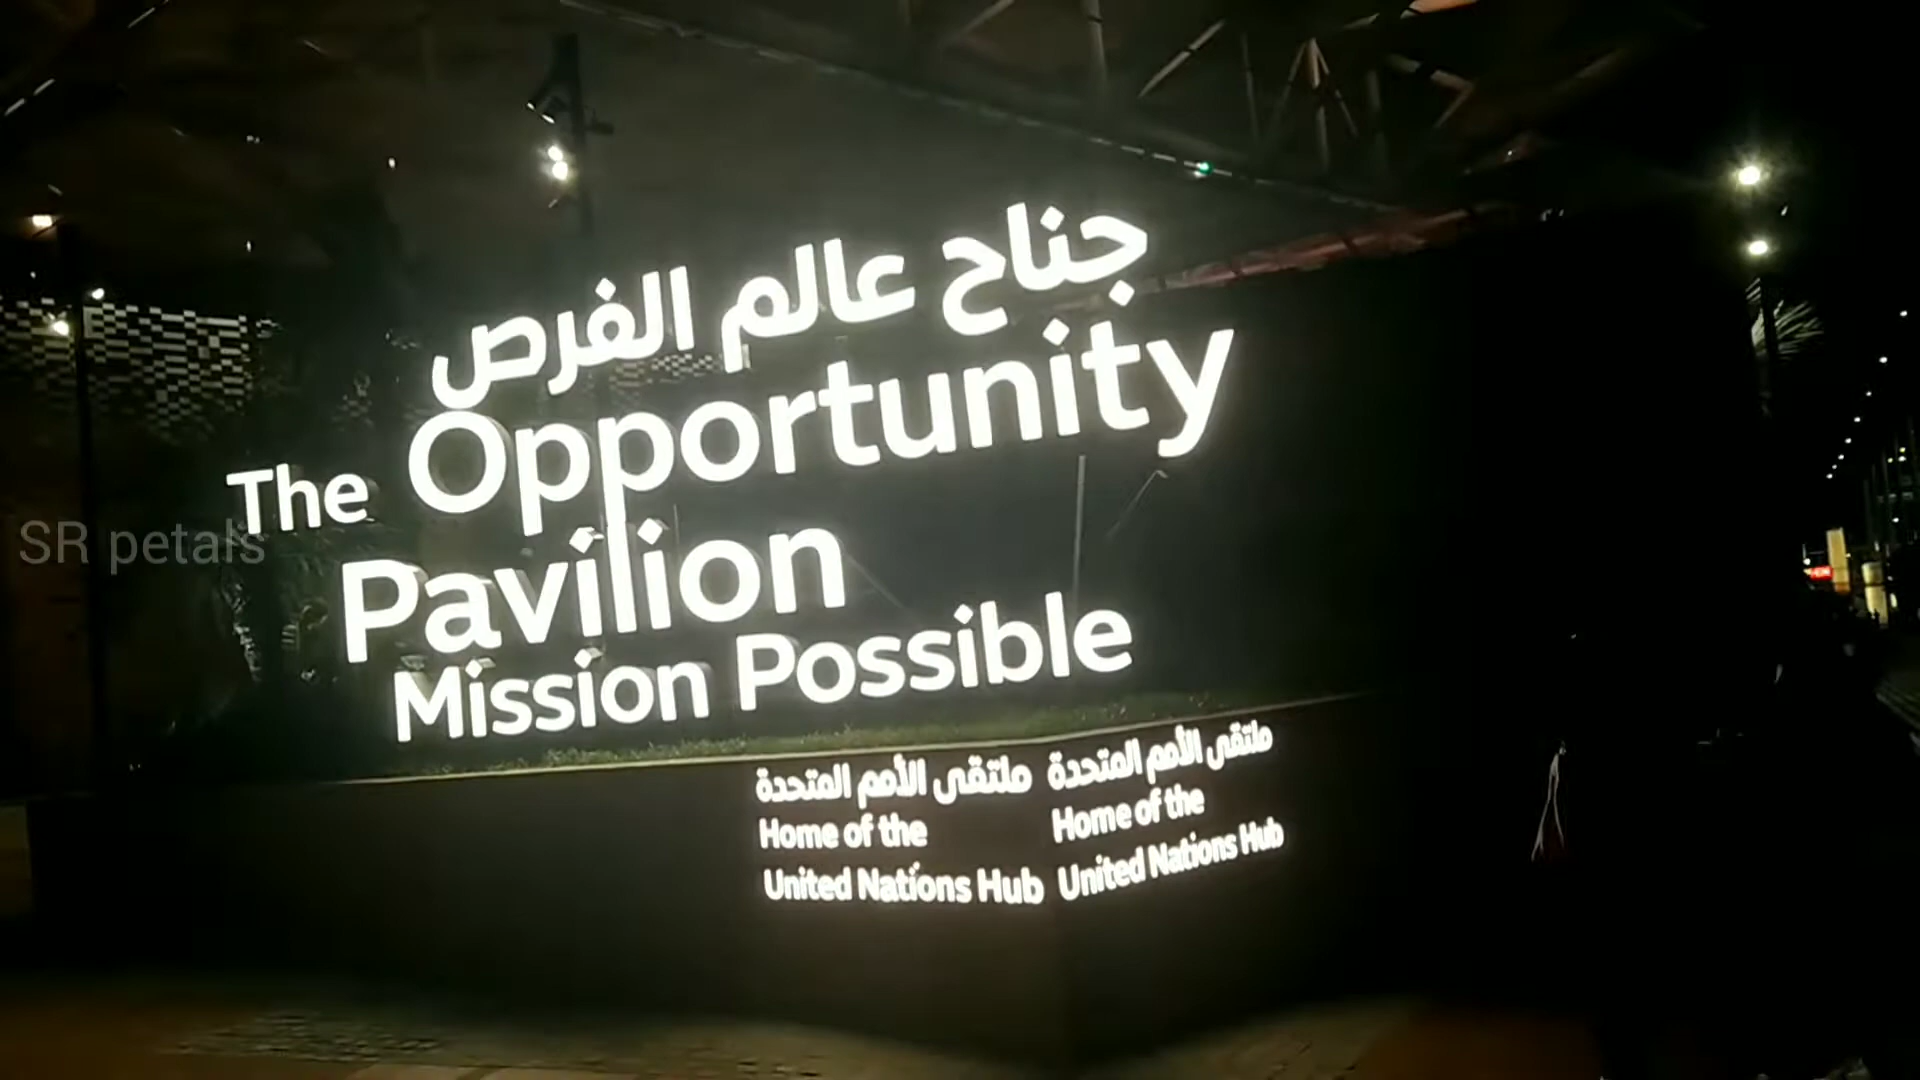 جناح عالم الفرص
The Opportunity
Pavilion
Mission Possible
ملتقى الأمم المتحدة
Home of the
United Nations Hub
ملتقى الأمم المتحدة
Home of the
United Nations Hub
SR petals